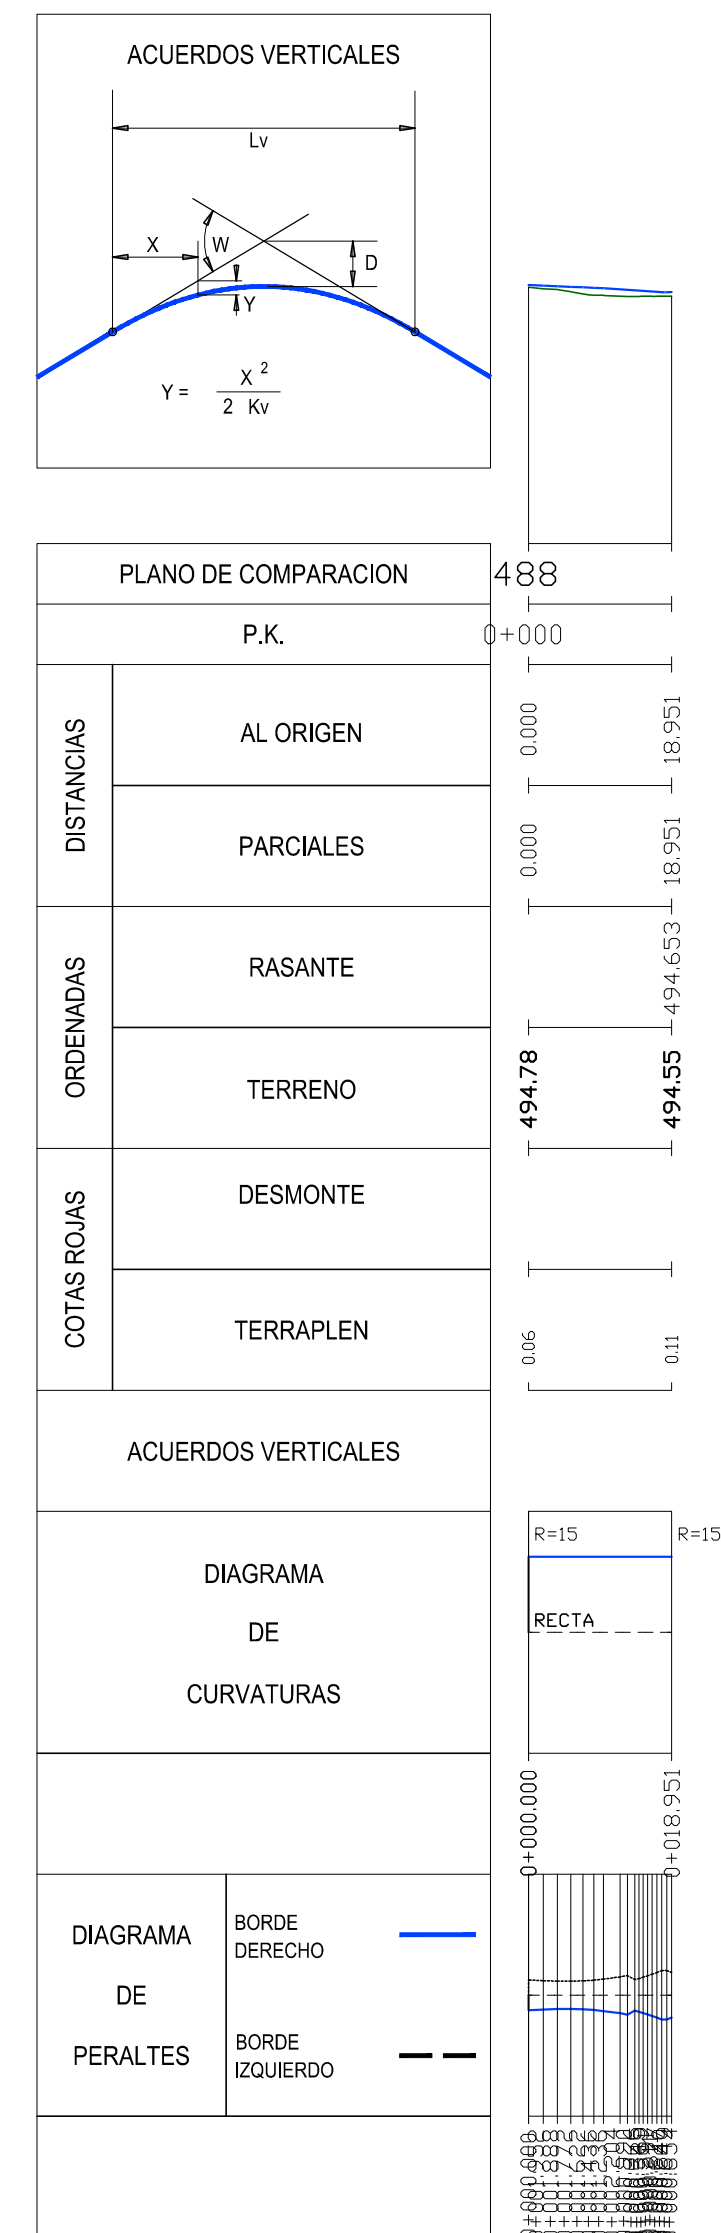 ACUERDOS VERTICALES
Lv
X
W
D
Y
Y = X 2
2 Kv
PLANO DE COMPARACION
488
P.K.
0+000
DISTANCIAS
AL ORIGEN
0.000
18.951
PARCIALES
0.000
18.951
ORDENADAS
RASANTE
494.653
TERRENO
494.78
494.55
COTAS ROJAS
DESMONTE
TERRAPLEN
0.06
0.11
ACUERDOS VERTICALES
DIAGRAMA
DE
CURVATURAS
R=15
R=15
RECTA
0+000.000
0+018.951
DIAGRAMA
DE
PERALTES
BORDE
DERECHO
BORDE
IZQUIERDO